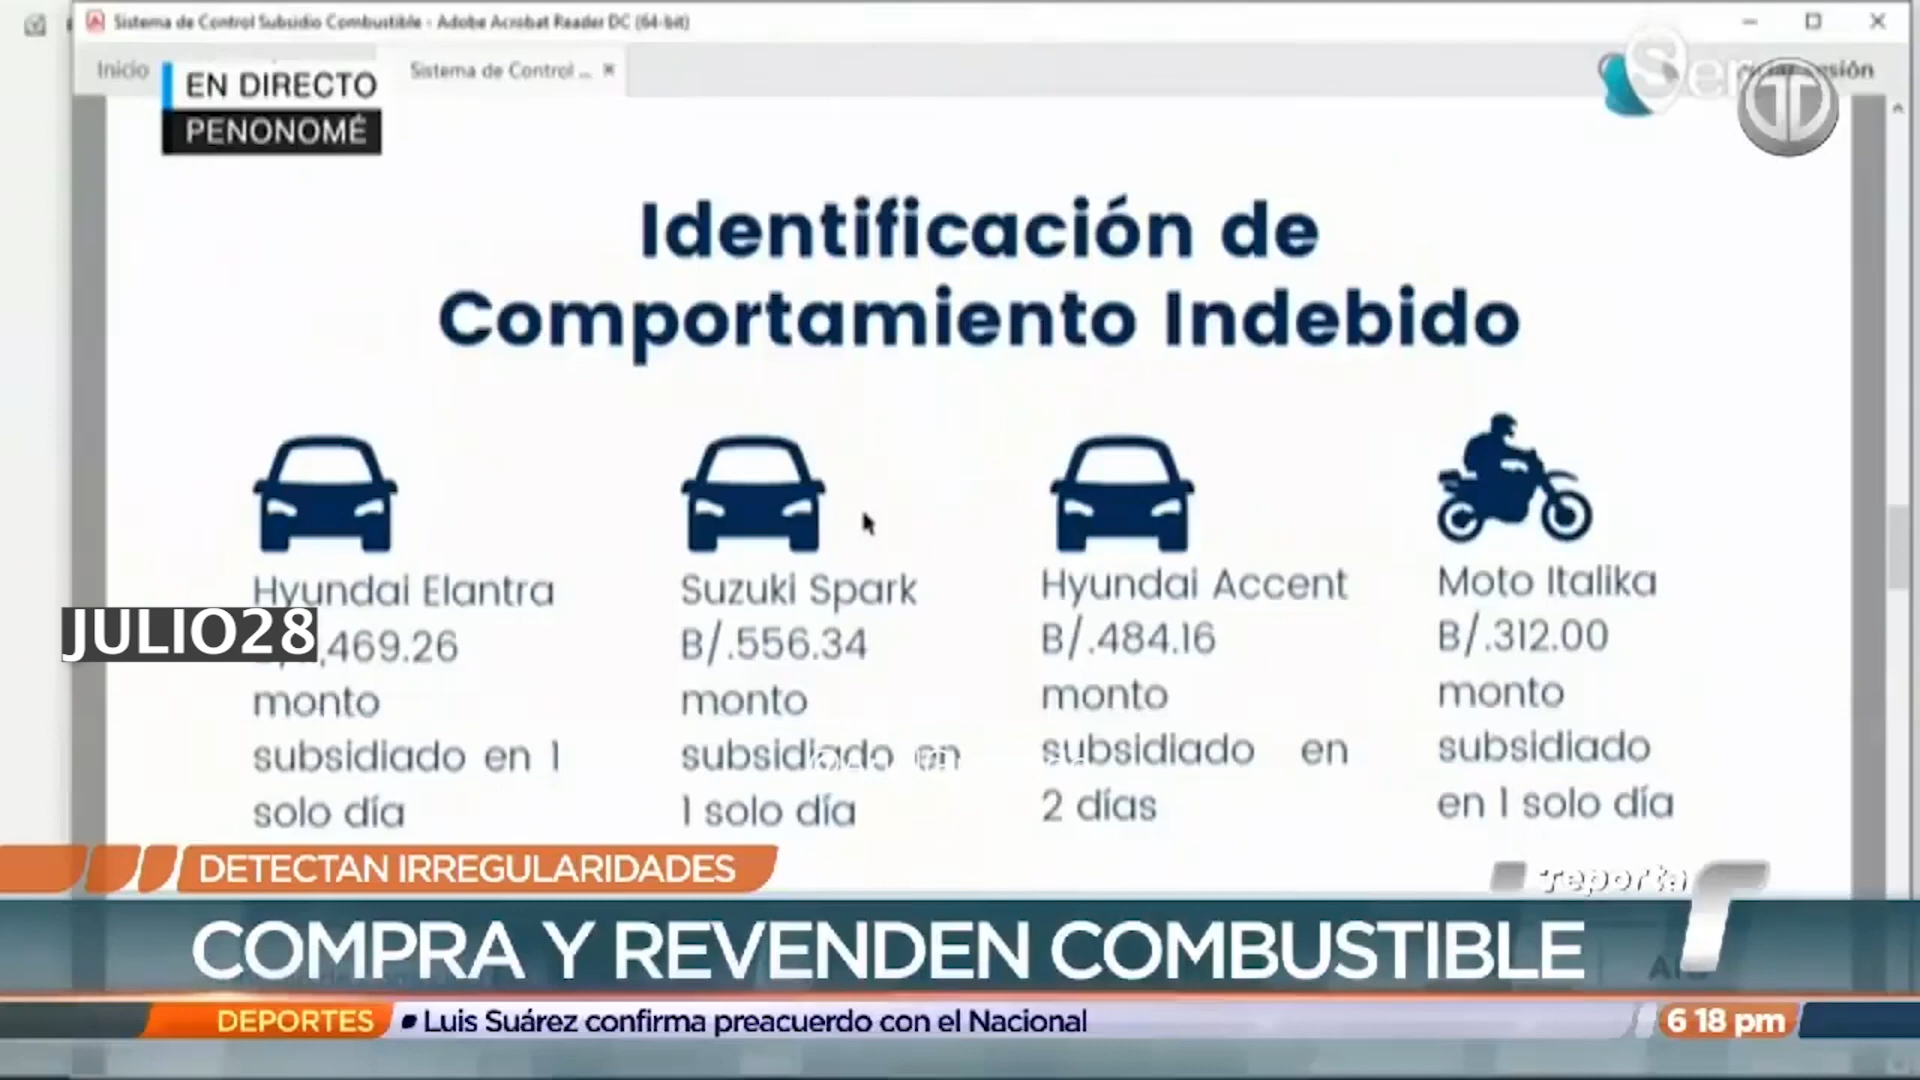 Sistema de Control Subsidio Combustible - Adobe Acrobat Reader DC (64-bit)
Inicio
Sistema de Control ...
EN DIRECTO
PENONOMÉ
Identificación de
Comportamiento Indebido
Hyundai Elantra
,469.26
monto
subsidiado en 1
solo día
Suzuki Spark
B/.556.34
monto
subsidiado en
1 solo día
Hyundai Accent
B/.484.16
monto
subsidiado en
2 días
Moto Italika
B/.312.00
monto
subsidiado
en 1 solo día
JULIO28
DETECTAN IRREGULARIDADES
reporta
COMPRA Y REVENDEN COMBUSTIBLE
DEPORTES
Luis Suárez confirma preacuerdo con el Nacional
6 18 pm